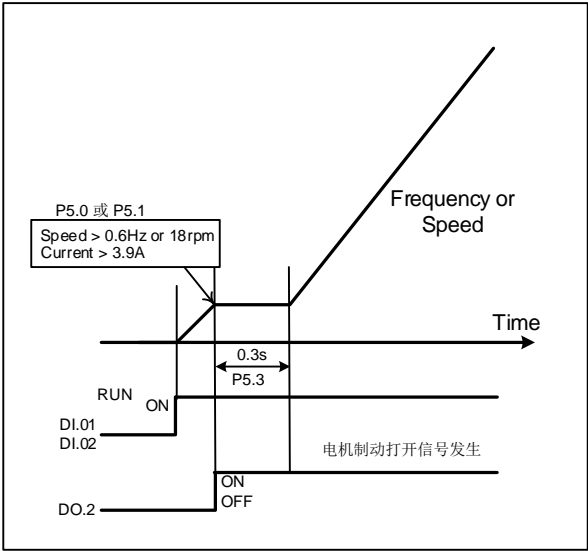 P5.0 或 P5.1
Speed > 0.6Hz or 18rpm
Current > 3.9A
Frequency or
Speed
Time
0.3s
P5.3
RUN
ON
DI.01
DI.02
电机制动打开信号发生
ON
OFF
DO.2